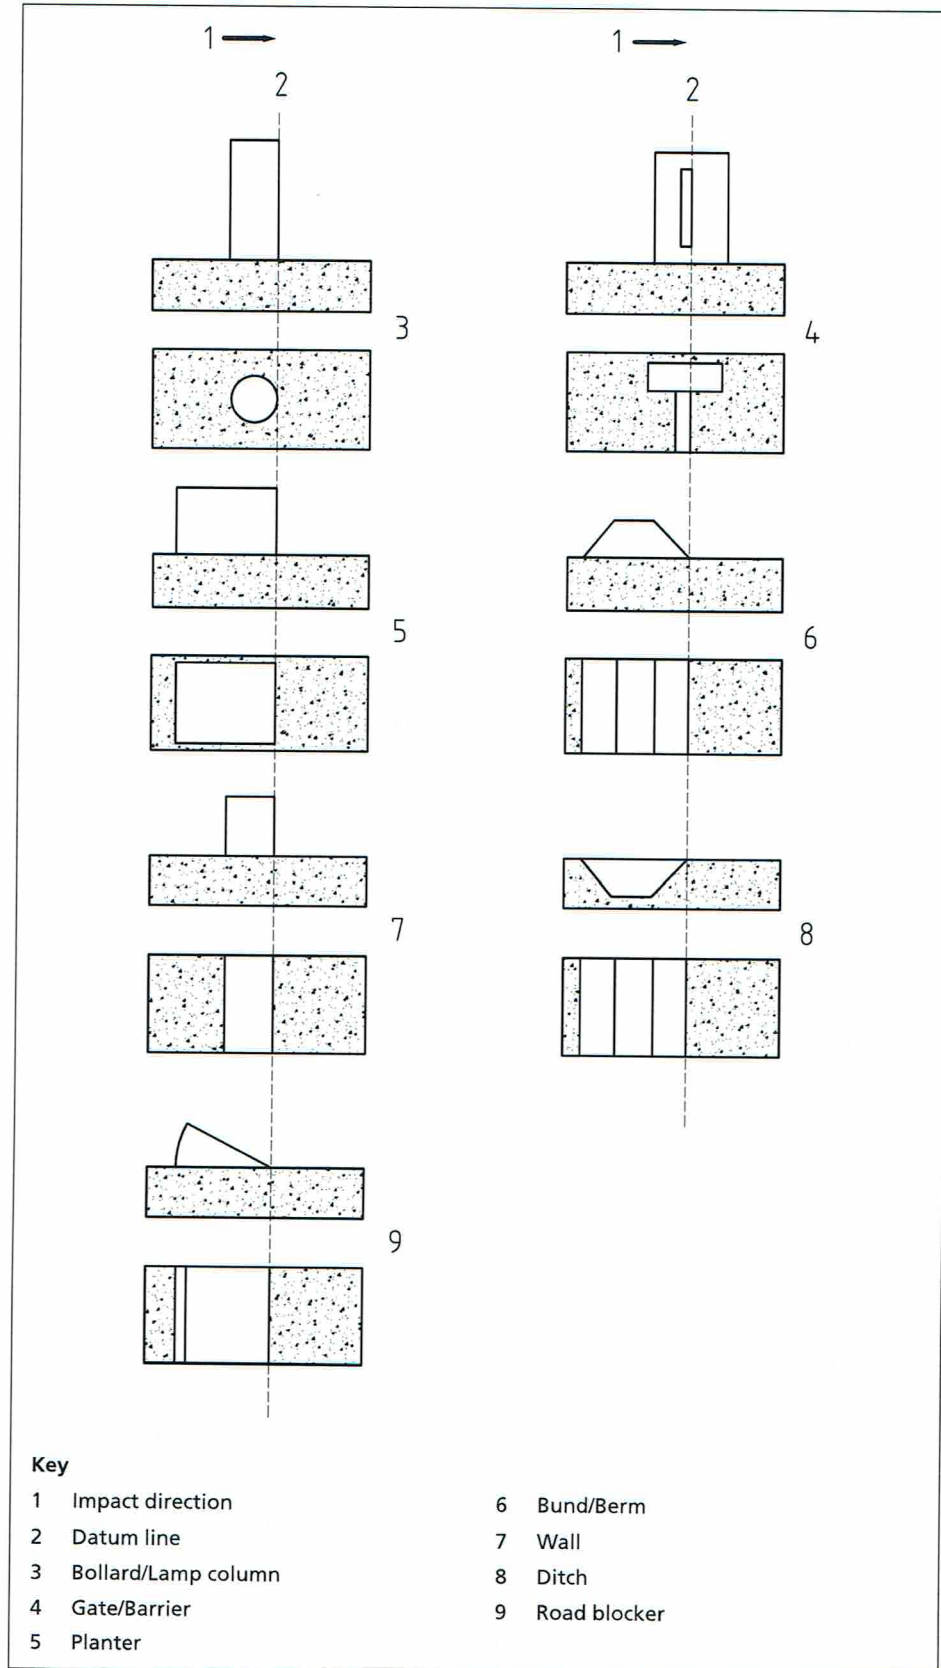 1
1
2
2
3
4
5
6
7
8
9
Key
1 Impact direction
2 Datum line
3 Bollard/Lamp column
4 Gate/Barrier
5 Planter
6 Bund/Berm
7 Wall
8 Ditch
9 Road blocker